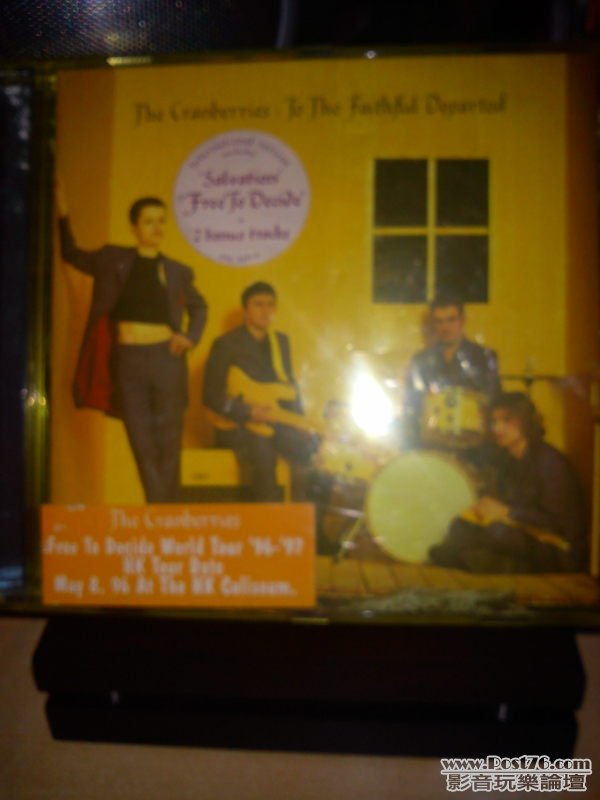 The Cranberries - To The Faithful Departed
includes
'Salvation'
'Free To Decide'
+
2 bonus tracks
The Cranberries
Free To Decide World Tour '96-'97
HK Tour Date
May 8, 96 At The HK Coliseum.
www.Post76.com
影音玩樂論壇